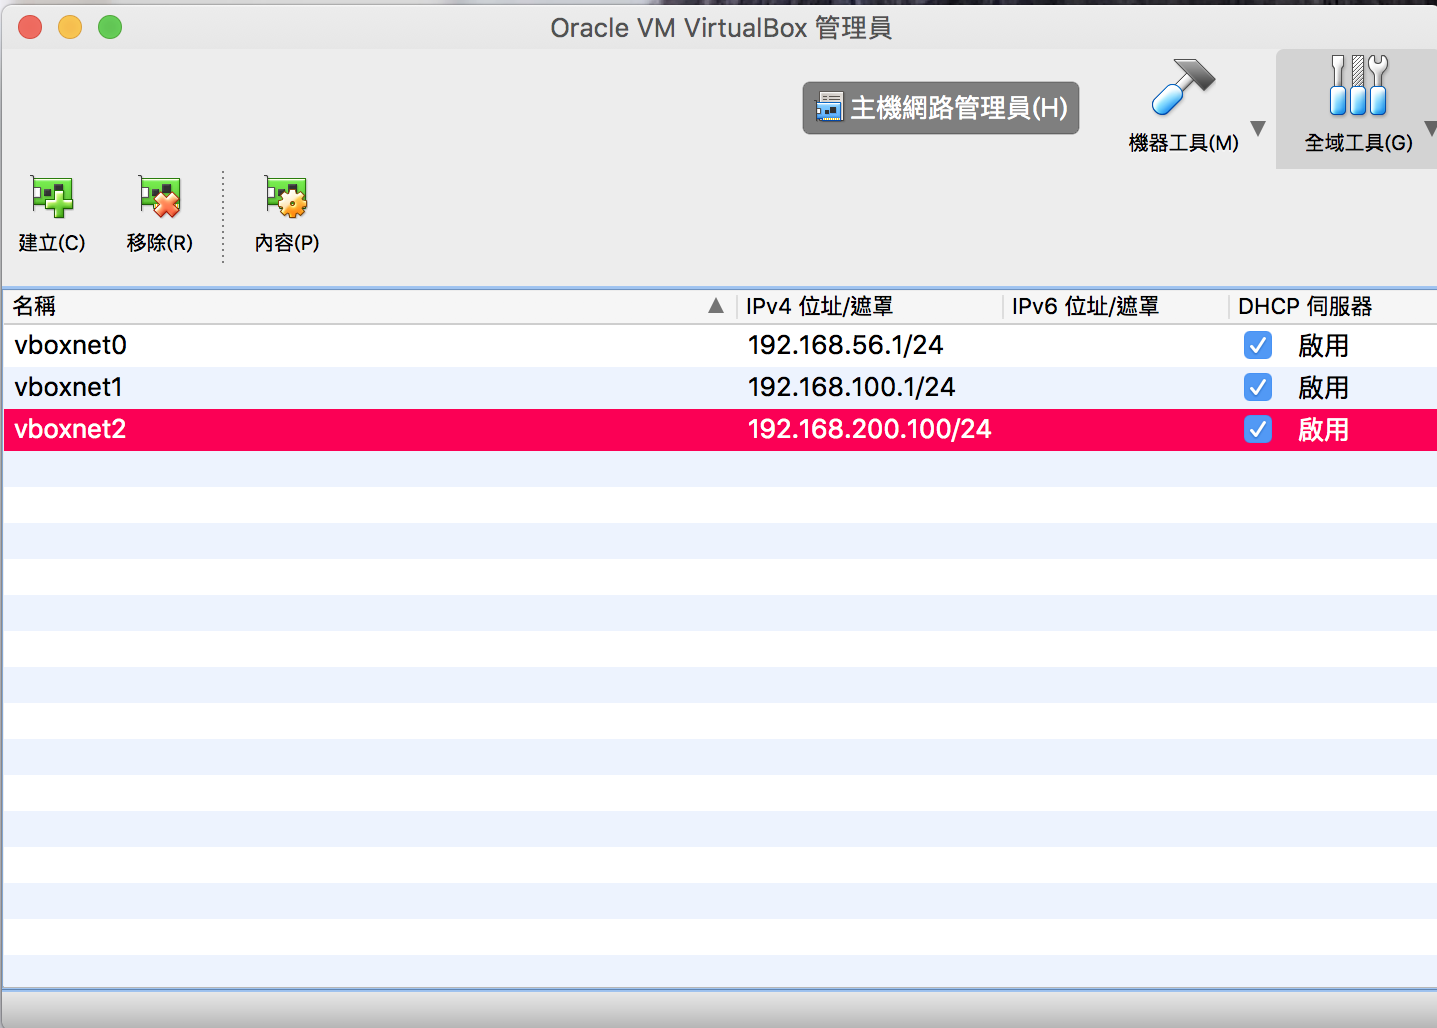 Oracle VM VirtualBox 管理員
主機網路管理員(H)
機器工具(M)
全域工具(G)
建立(C)
移除(R)
內容(P)
名稱 IPv4 位址/遮罩 IPv6 位址/遮罩 DHCP 伺服器
vboxnet0 192.168.56.1/24 啟用
vboxnet1 192.168.100.1/24 啟用
vboxnet2 192.168.200.100/24 啟用